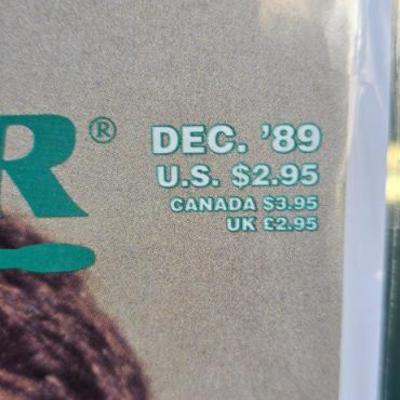 R®
DEC. '89
U.S. $2.95
CANADA $3.95
UK £2.95